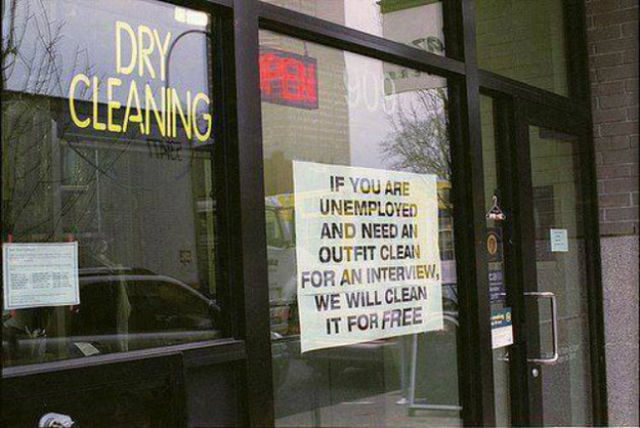 DRY
CLEANING
OPEN
909
IF YOU ARE
UNEMPLOYED
AND NEED AN
OUTFIT CLEAN
FOR AN INTERVIEW,
WE WILL CLEAN
IT FOR FREE